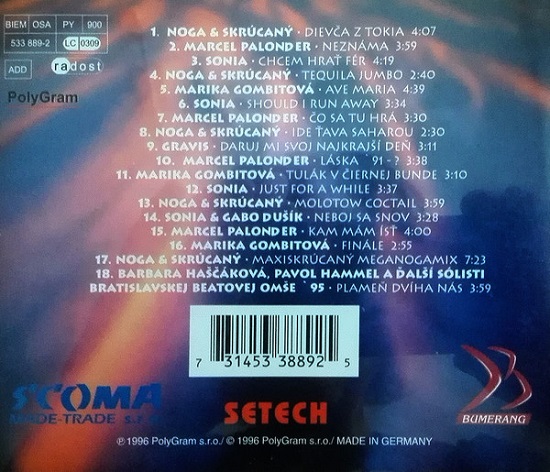 BIEM OSA PY 900
533 889-2 LC 0309
ADD radost
PolyGram
1. NOGA & SKRÚCANÝ · DIEVČA Z TOKIA 4:07
2. MARCEL PALONDER · NEZNÁMA 3:59
3. SONIA · CHCEM HRAŤ FÉR 4:19
4. NOGA & SKRÚCANÝ · TEQUILA JUMBO 2:40
5. MARIKA GOMBITOVÁ · AVE MARIA 4:39
6. SONIA · SHOULD I RUN AWAY 3:34
7. MARCEL PALONDER · ČO SA TU HRÁ 3:30
8. NOGA & SKRÚCANÝ · IDE ŤAVA SAHAROU 2:30
9. GRAVIS · DARUJ MI SVOJ NAJKRAJŠÍ DEŇ 3:11
10. MARCEL PALONDER · LÁSKA ´91 - ? 3:38
11. MARIKA GOMBITOVÁ · TULÁK V ČIERNEJ BUNDE 3:10
12. SONIA · JUST FOR A WHILE 3:37
13. NOGA & SKRÚCANÝ · MOLOTOW COCTAIL 3:59
14. SONIA & GABO DUŠÍK · NEBOJ SA SNOV 3:28
15. MARCEL PALONDER · KAM MÁM ÍSŤ 4:00
16. MARIKA GOMBITOVÁ · FINÁLE 2:55
17. NOGA & SKRÚCANÝ · MAXISKRÚCANÝ MEGANOGAMIX 7:23
18. BARBARA HAŠČÁKOVÁ, PAVOL HAMMEL A ĎALŠÍ SÓLISTI
BRATISLAVSKEJ BEATOVEJ OMŠE ´95 · PLAMEŇ DVÍHA NÁS 3:59
7 31453 38892 5
SCOMA
MADE-TRADE s.r.o.
SETECH
BUMERANG
℗ 1996 PolyGram s.r.o./ © 1996 PolyGram s.r.o./ MADE IN GERMANY